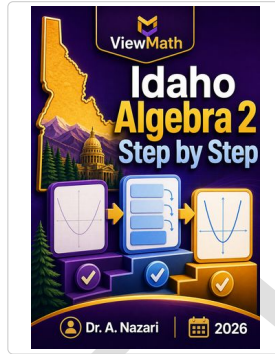 ViewMath
Idaho
Algebra 2
Step by Step
Dr. A. Nazari
2026